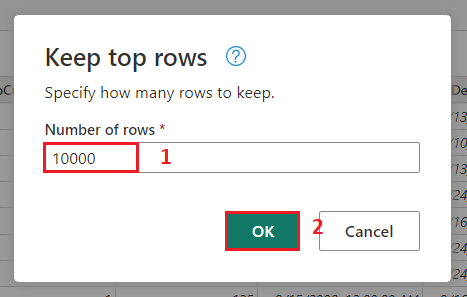 Keep top rows ?
Specify how many rows to keep.
Number of rows *
10000 1
OK 2 Cancel